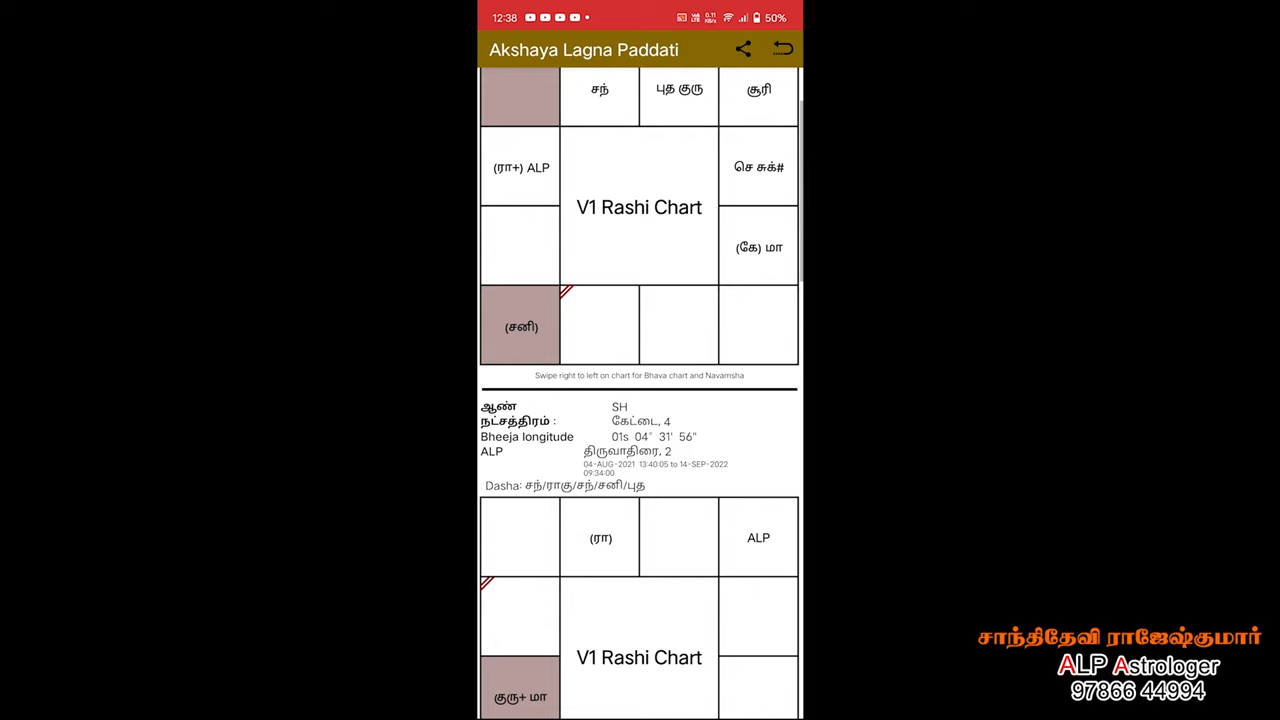 12:38
0.11
KB/s
50%
Akshaya Lagna Paddati
சந்
புத குரு
சூரி
(ரா+) ALP
செ சுக்#
V1 Rashi Chart
(கே) மா
(சனி)
Swipe right to left on chart for Bhava chart and Navamsha
ஆண் SH
நட்சத்திரம் : கேட்டை, 4
Bheeja longitude 01s 04° 31' 56"
ALP திருவாதிரை, 2
04-AUG-2021 13:40:05 to 14-SEP-2022
09:34:00
Dasha: சந்/ராகு/சந்/சனி/புத
(ரா)
ALP
V1 Rashi Chart
குரு+ மா
சாந்திதேவி ராஜேஷ்குமார்
ALP Astrologer
97866 44994